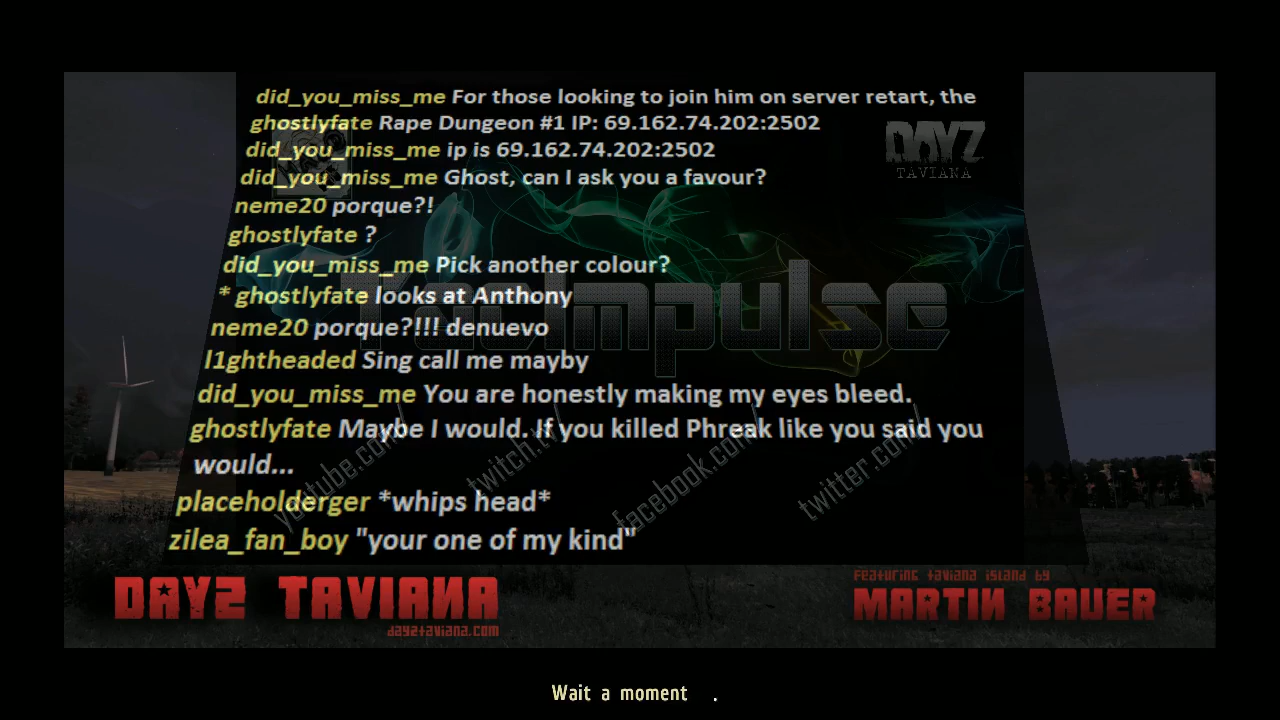 did_you_miss_me For those looking to join him on server retart, the
ghostlyfate Rape Dungeon #1 IP: 69.162.74.202:2502
did_you_miss_me ip is 69.162.74.202:2502
did_you_miss_me Ghost, can I ask you a favour?
neme20 porque?!
ghostlyfate ?
did_you_miss_me Pick another colour?
* ghostlyfate looks at Anthony
neme20 porque?!!! denuevo
l1ghtheaded Sing call me mayby
did_you_miss_me You are honestly making my eyes bleed.
ghostlyfate Maybe I would. If you killed Phreak like you said you
would...
placeholderger *whips head*
zilea_fan_boy "your one of my kind"
DAYZ
TAVIANA
TacImpulse
youtube.com/
twitch.tv/
facebook.com/
twitter.com/
DAYZ TAVIANA
dayztaviana.com
Featuring taviana island by
MARTIN BAUER
Wait a moment .